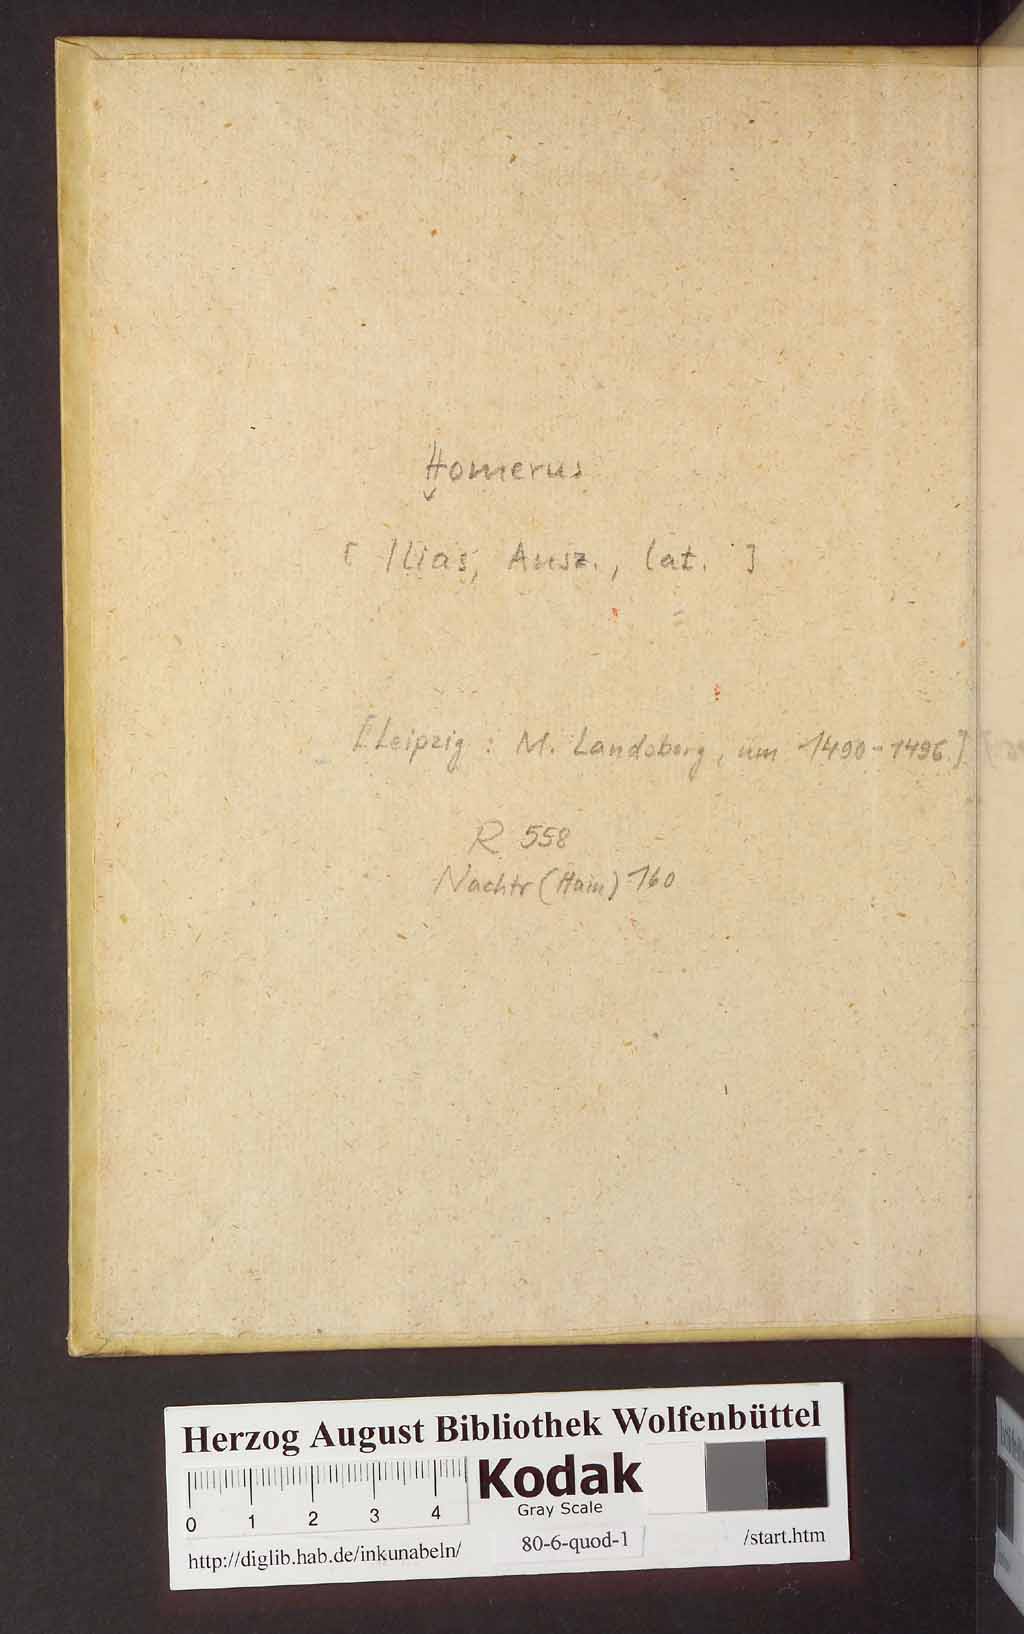 Homerus
[Ilias, Ausz., lat.]
[Leipzig: M. Landsberg, um 1490-1496.]
R 558
Nachtr (Hain) 160
Herzog August Bibliothek Wolfenbüttel
Kodak
Gray Scale
0 1 2 3 4
http://diglib.hab.de/inkunabeln/ 80-6-quod-1 /start.htm